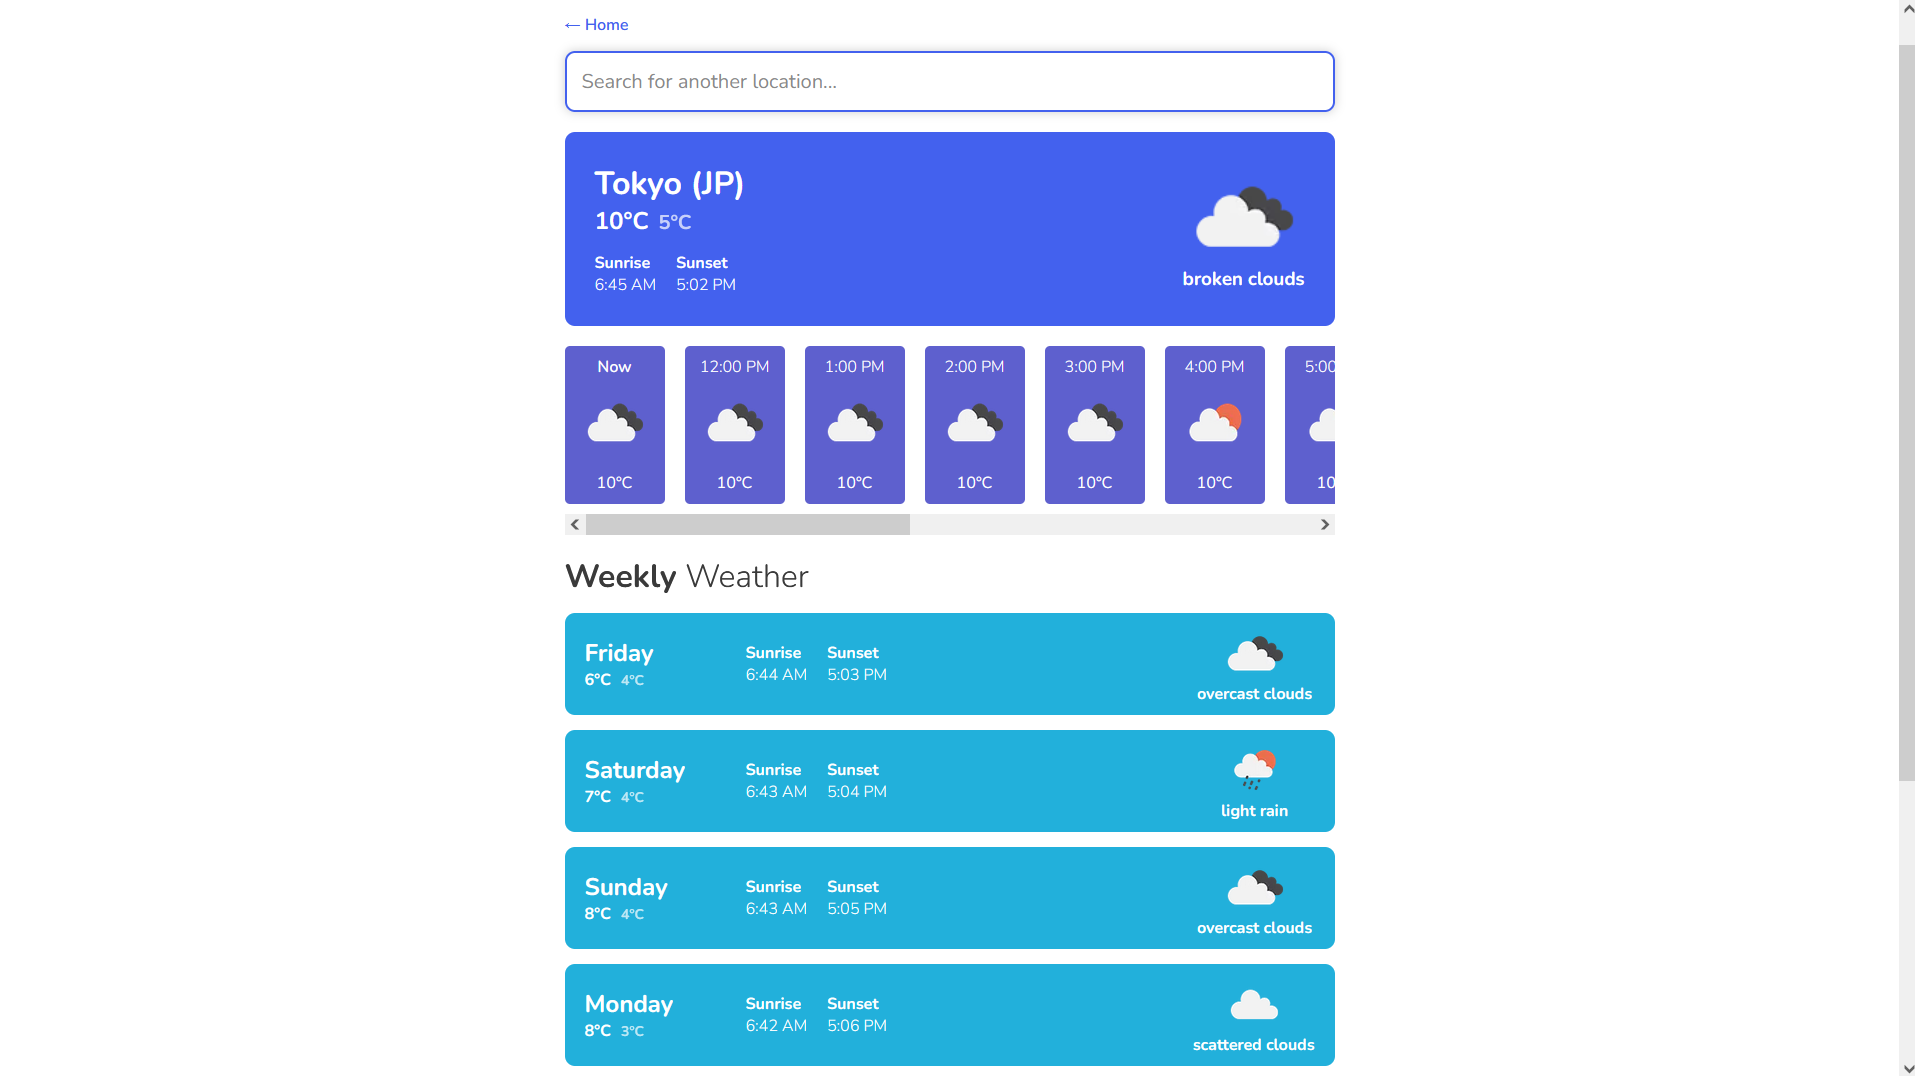 ← Home
Search for another location...
Tokyo (JP)
10°C 5°C
Sunrise Sunset
6:45 AM 5:02 PM
broken clouds
Now 12:00 PM 1:00 PM 2:00 PM 3:00 PM 4:00 PM 5:00
10°C 10°C 10°C 10°C 10°C 10°C 10
Weekly Weather
Friday
6°C 4°C
Sunrise Sunset
6:44 AM 5:03 PM
overcast clouds
Saturday
7°C 4°C
Sunrise Sunset
6:43 AM 5:04 PM
light rain
Sunday
8°C 4°C
Sunrise Sunset
6:43 AM 5:05 PM
overcast clouds
Monday
8°C 3°C
Sunrise Sunset
6:42 AM 5:06 PM
scattered clouds